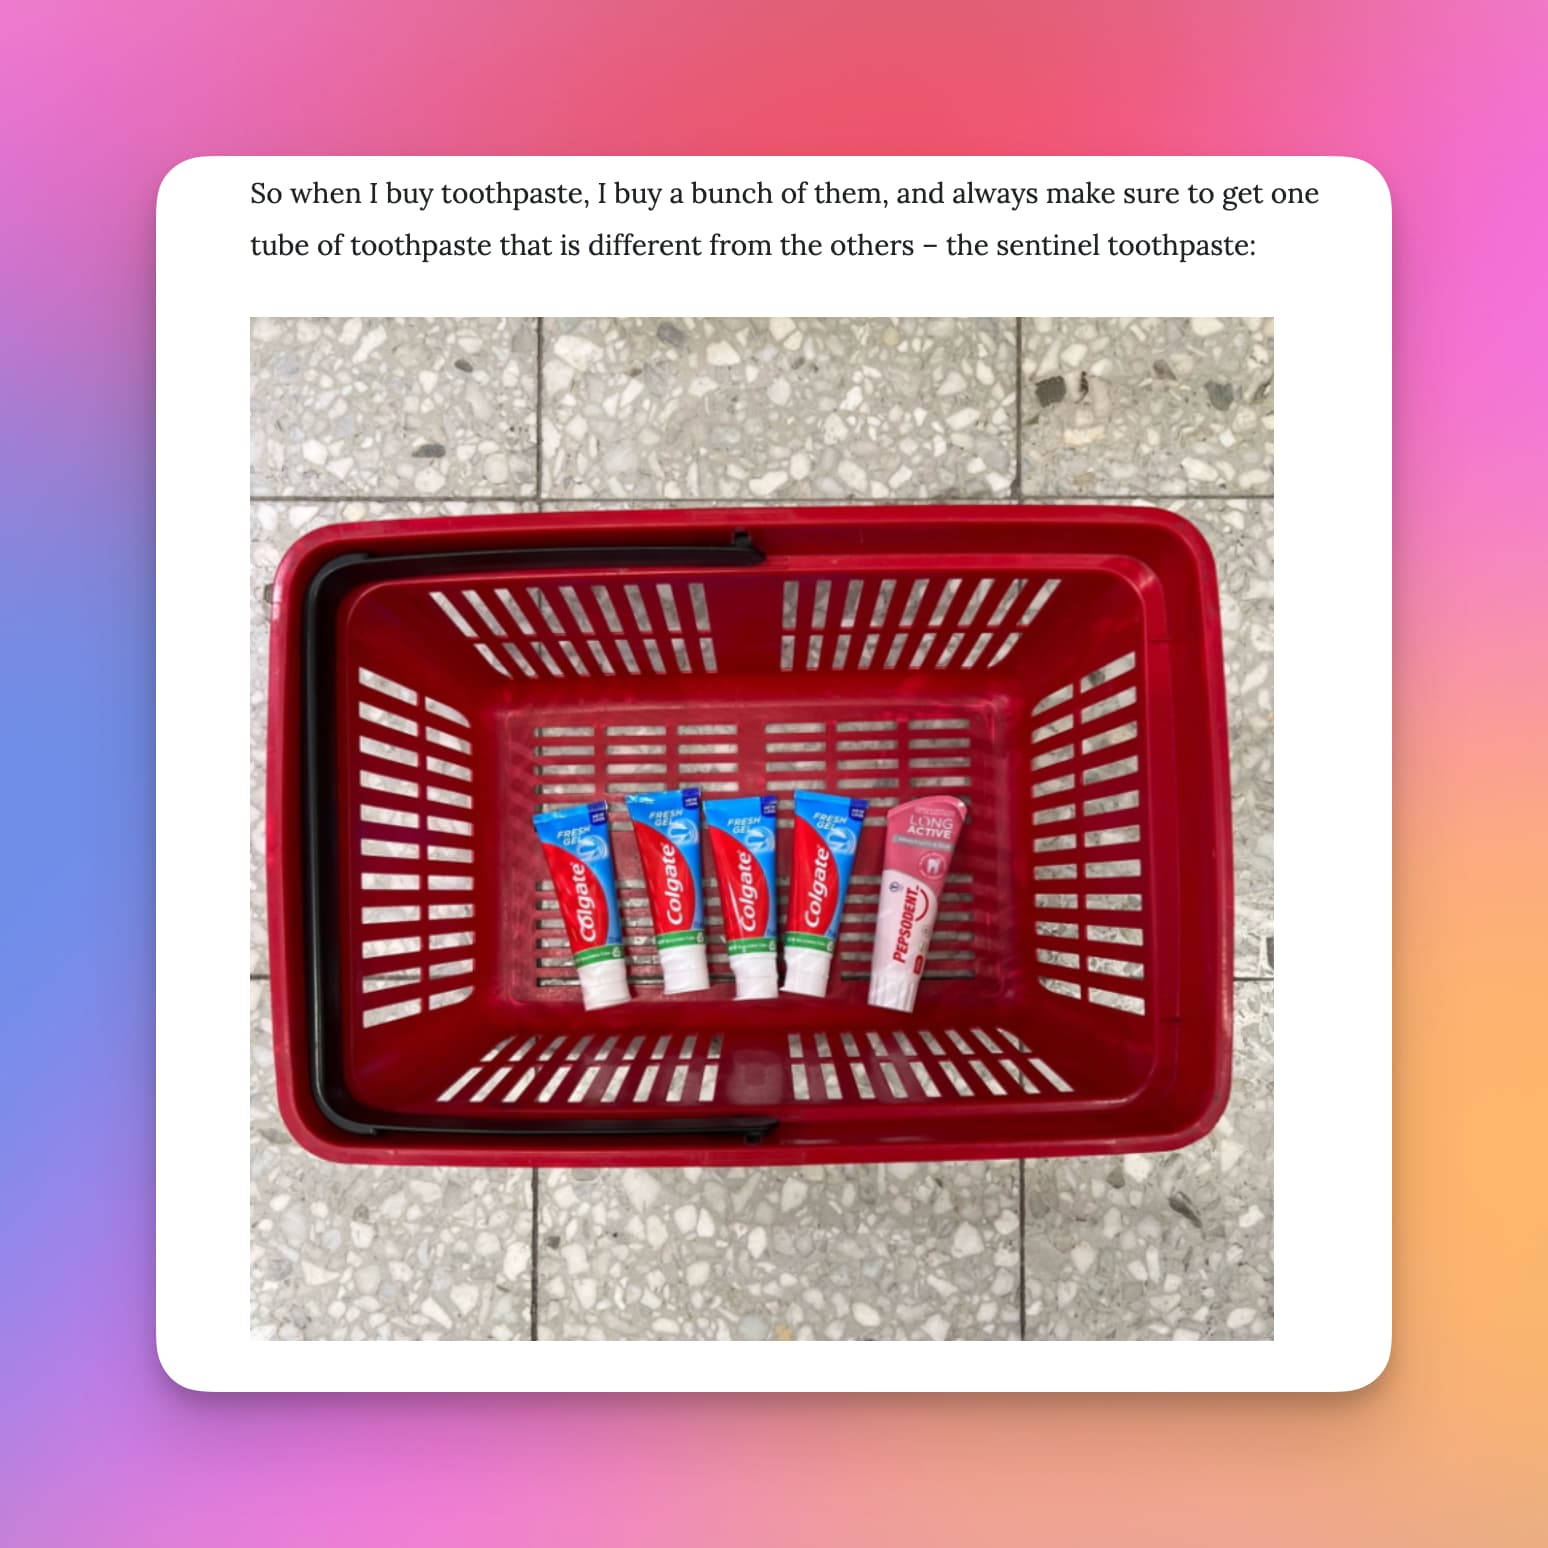 So when I buy toothpaste, I buy a bunch of them, and always make sure to get one
tube of toothpaste that is different from the others – the sentinel toothpaste:
FRESH
GEL
Colgate
FRESH
GEL
Colgate
FRESH
GEL
Colgate
FRESH
GEL
Colgate
LONG
ACTIVE
PEPSODENT